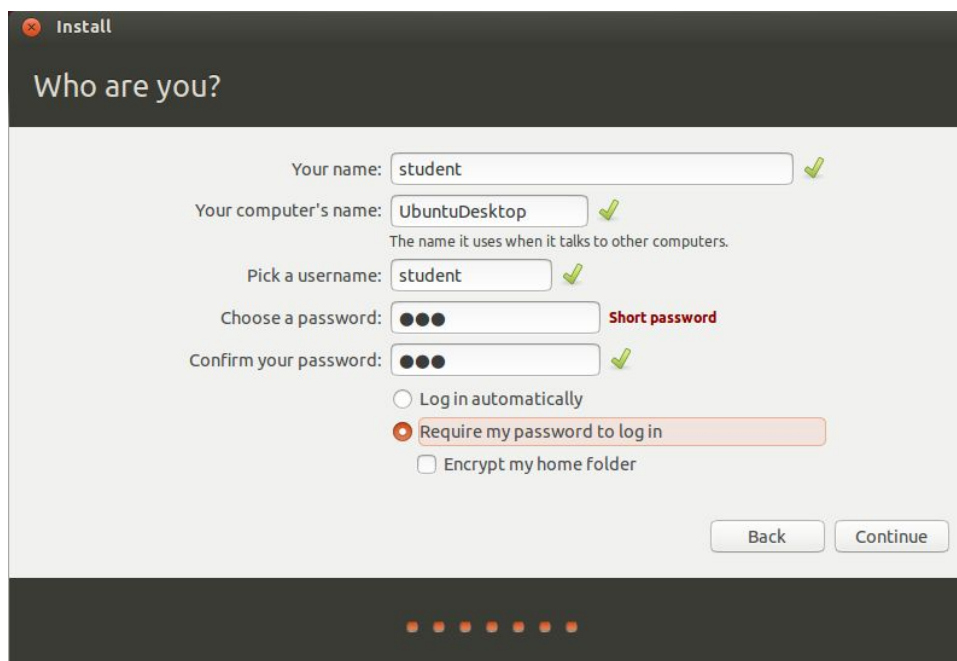 Install
Who are you?
Your name: student
Your computer's name: UbuntuDesktop
The name it uses when it talks to other computers.
Pick a username: student
Choose a password: ●●● Short password
Confirm your password: ●●●
Log in automatically
Require my password to log in
Encrypt my home folder
Back Continue